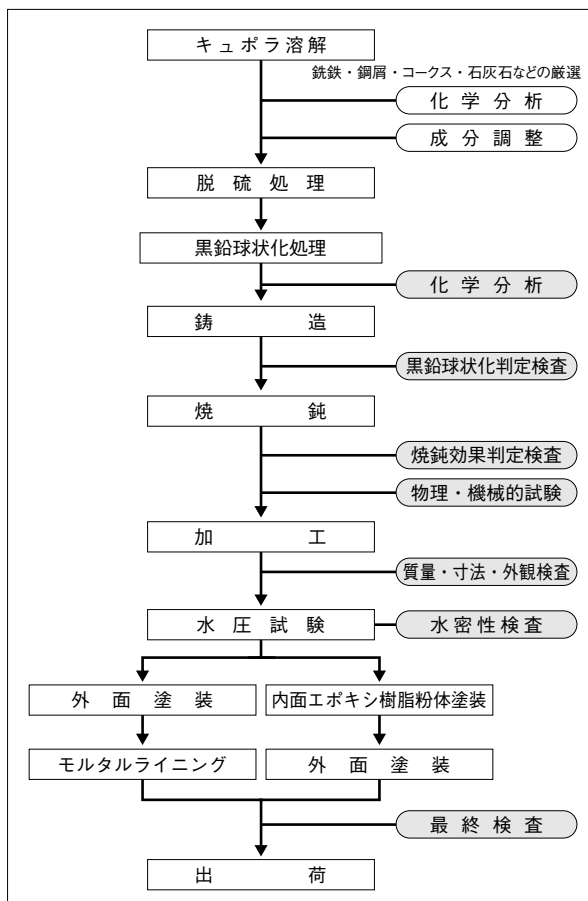 キュポラ溶解
銑鉄・鋼屑・コークス・石灰石などの厳選
化学分析
成分調整
脱硫処理
黒鉛球状化処理
化学分析
鋳造
黒鉛球状化判定検査
焼鈍
焼鈍効果判定検査
物理・機械的試験
加工
質量・寸法・外観検査
水圧試験
水密性検査
外面塗装
内面エポキシ樹脂粉体塗装
モルタルライニング
外面塗装
最終検査
出荷